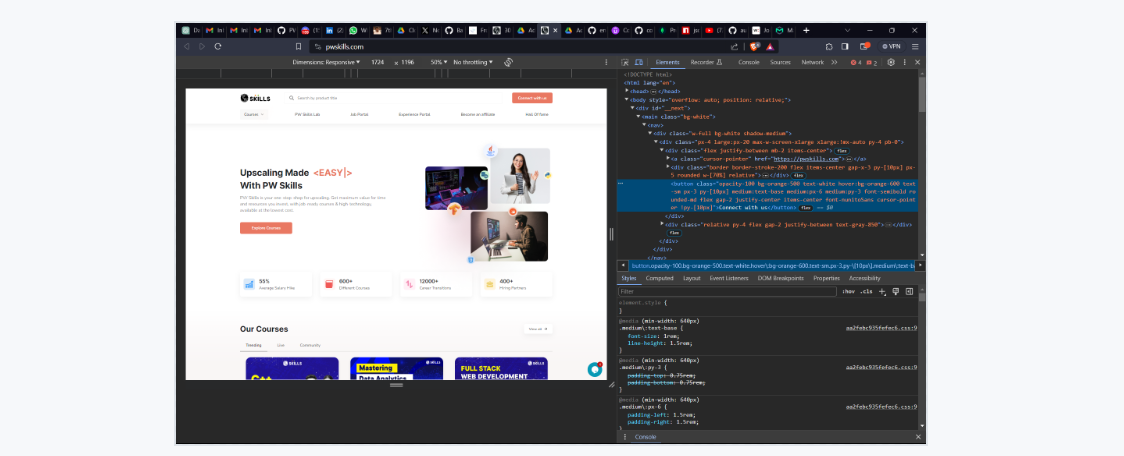 pwskills.com
VPN
Dimensions: Responsive ▼ 1724 × 1196 50% ▼ No throttling ▼
Elements Recorder Console Sources Network 4 2
SKILLS
Search by product title
Connect with us
Courses
PW Skills Lab
Job Portal
Experience Portal
Become an affiliate
Hall Of Fame
Upscaling Made <EASY|>
With PW Skills
PW Skills is your one-stop-shop for upscaling. Get maximum value for time
and resources you invest, with job-ready courses & high-technology,
available at the lowest cost.
Explore Courses
55%
Average Salary Hike
600+
Different Courses
12000+
Career Transitions
400+
Hiring Partners
Our Courses
View all
Trending
Live
Community
SKILLS
C++
Mastering
Data Analytics
SKILLS
FULL STACK
WEB DEVELOPMENT
<!DOCTYPE html>
<html lang="en">
<head> </head>
<body style="overflow: auto; position: relative;">
<div id="__next">
<main class="bg-white">
<nav>
<div class="w-full bg-white shadow-medium">
<div class="px-4 large:px-20 max-w-screen-xlarge xlarge:!mx-auto py-4 pb-0">
<div class="flex justify-between mb-2 items-center"> flex
<a class="cursor-pointer" href="https://pwskills.com"> </a>
<div class="border border-stroke-200 flex items-center gap-x-3 py-[10px] px-
5 rounded w-[70%] relative"> </div> flex
<button class="opacity-100 bg-orange-500 text-white hover:bg-orange-600 text
-sm px-3 py-[10px] medium:text-base medium:px-6 medium:py-3 font-semibold ro
unded-md flex gap-2 justify-center items-center font-nunitoSans cursor-point
er !py-[10px]">Connect with us</button> flex == $0
</div>
<div class="relative py-4 flex gap-2 justify-between text-gray-850"> </div>
flex
</div>
</div>
</nav>
button.opacity-100.bg-orange-500.text-white.hover\:bg-orange-600.text-sm.px-3.py-\[10px\].medium\:text-b
Styles Computed Layout Event Listeners DOM Breakpoints Properties Accessibility
Filter :hov .cls
element.style {
}
@media (min-width: 640px)
.medium\:text-base { aa2febc935fefec6.css:9
font-size: 1rem;
line-height: 1.5rem;
}
@media (min-width: 640px)
.medium\:py-3 { aa2febc935fefec6.css:9
padding-top: 0.75rem;
padding-bottom: 0.75rem;
}
@media (min-width: 640px)
.medium\:px-6 { aa2febc935fefec6.css:9
padding-left: 1.5rem;
padding-right: 1.5rem;
}
Console